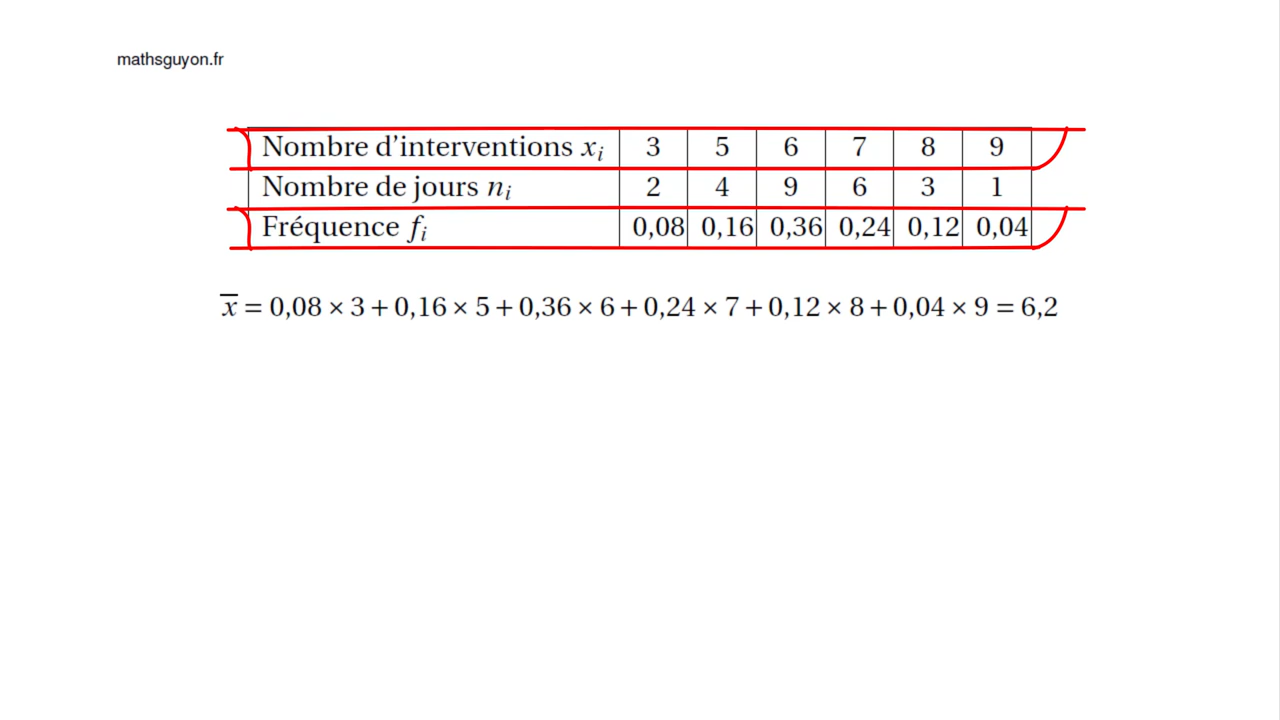 mathsguyon.fr
Nombre d'interventions xᵢ 3 5 6 7 8 9
Nombre de jours nᵢ 2 4 9 6 3 1
Fréquence fᵢ 0,08 0,16 0,36 0,24 0,12 0,04
x̅ = 0,08 × 3 + 0,16 × 5 + 0,36 × 6 + 0,24 × 7 + 0,12 × 8 + 0,04 × 9 = 6,2